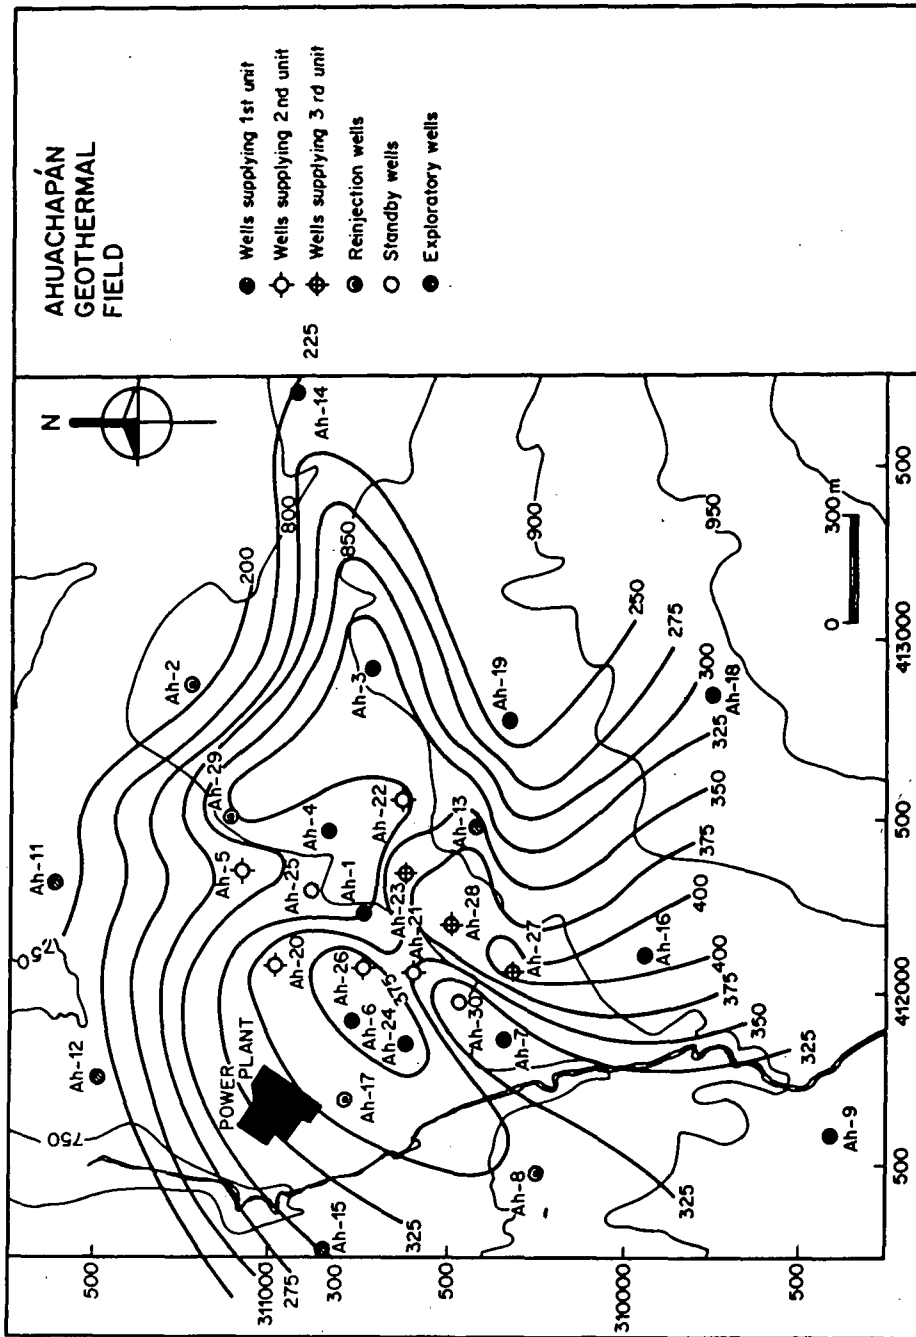 AHUACHAPÁN
GEOTHERMAL
FIELD
Wells supplying 1st unit
Wells supplying 2nd unit
Wells supplying 3 rd unit
Reinjection wells
Standby wells
Exploratory wells
N
225
Ah-14
200
800
850
900
950
250
275
300
325
350
375
400
400
375
350
325
0
300 m
Ah-2
Ah-3
Ah-19
Ah-18
Ah-29
Ah-11
Ah-5
Ah-4
Ah-22
Ah-25
Ah-1
Ah-13
Ah-23
Ah-28
Ah-21
Ah-27
Ah-16
750
Ah-12
Ah-20
Ah-26
375
Ah-6
Ah-24
Ah-30
Ah-7
POWER
PLANT
Ah-17
750
Ah-8
Ah-9
325
325
Ah-15
275
300
500
311000
500
310000
500
500
412000
500
413000
500